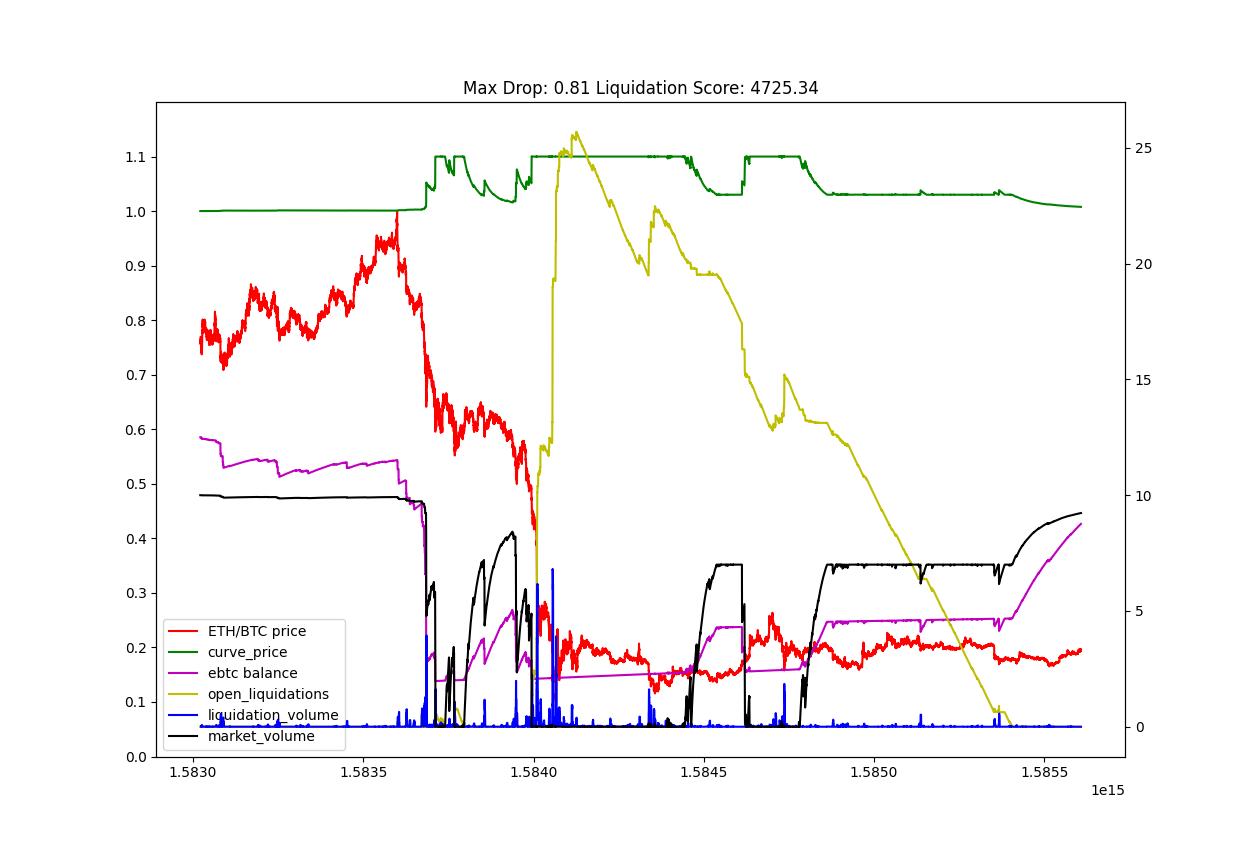 Max Drop: 0.81 Liquidation Score: 4725.34
1.1
1.0
0.9
0.8
0.7
0.6
0.5
0.4
0.3
0.2
0.1
0.0
25
20
15
10
5
0
ETH/BTC price
curve_price
ebtc balance
open_liquidations
liquidation_volume
market_volume
1.5830 1.5835 1.5840 1.5845 1.5850 1.5855
1e15